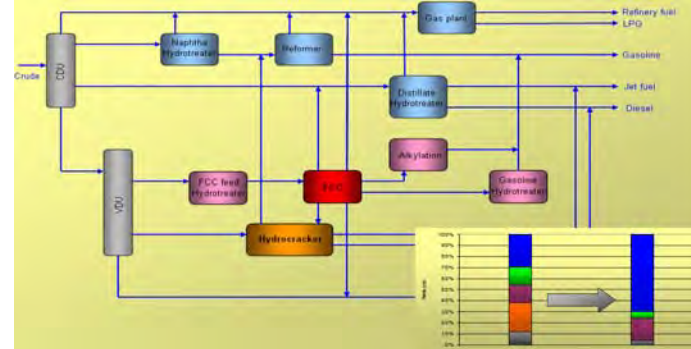 Gas plant
Refinery fuel
LPG
Naphtha
Hydrotreater
Reformer
Gasoline
Crude
CDU
Distillate
Hydrotreater
Jet fuel
Diesel
Alkylation
VDU
FCC feed
Hydrotreater
FCC
Gasoline
Hydrotreater
Hydrocracker
100%
90%
80%
70%
60%
50%
40%
30%
20%
10%
0%